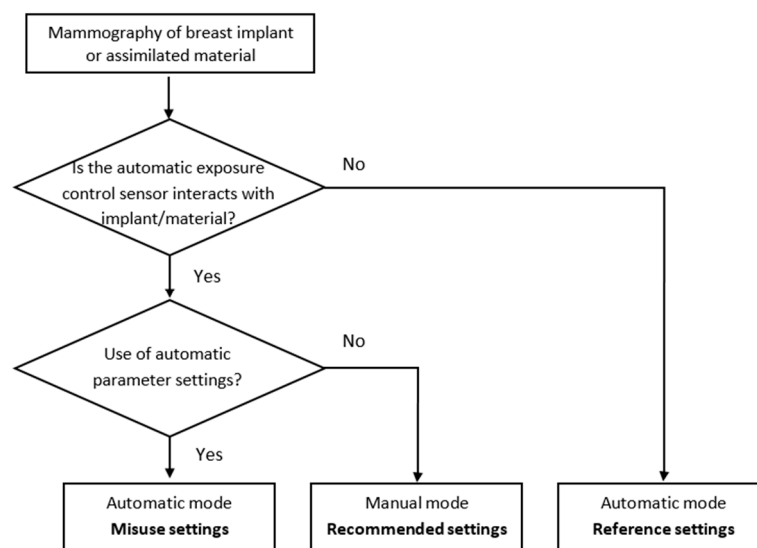 Mammography of breast implant
or assimilated material
Is the automatic exposure
control sensor interacts with
implant/material?
No
Yes
Use of automatic
parameter settings?
No
Yes
Automatic mode
Misuse settings
Manual mode
Recommended settings
Automatic mode
Reference settings